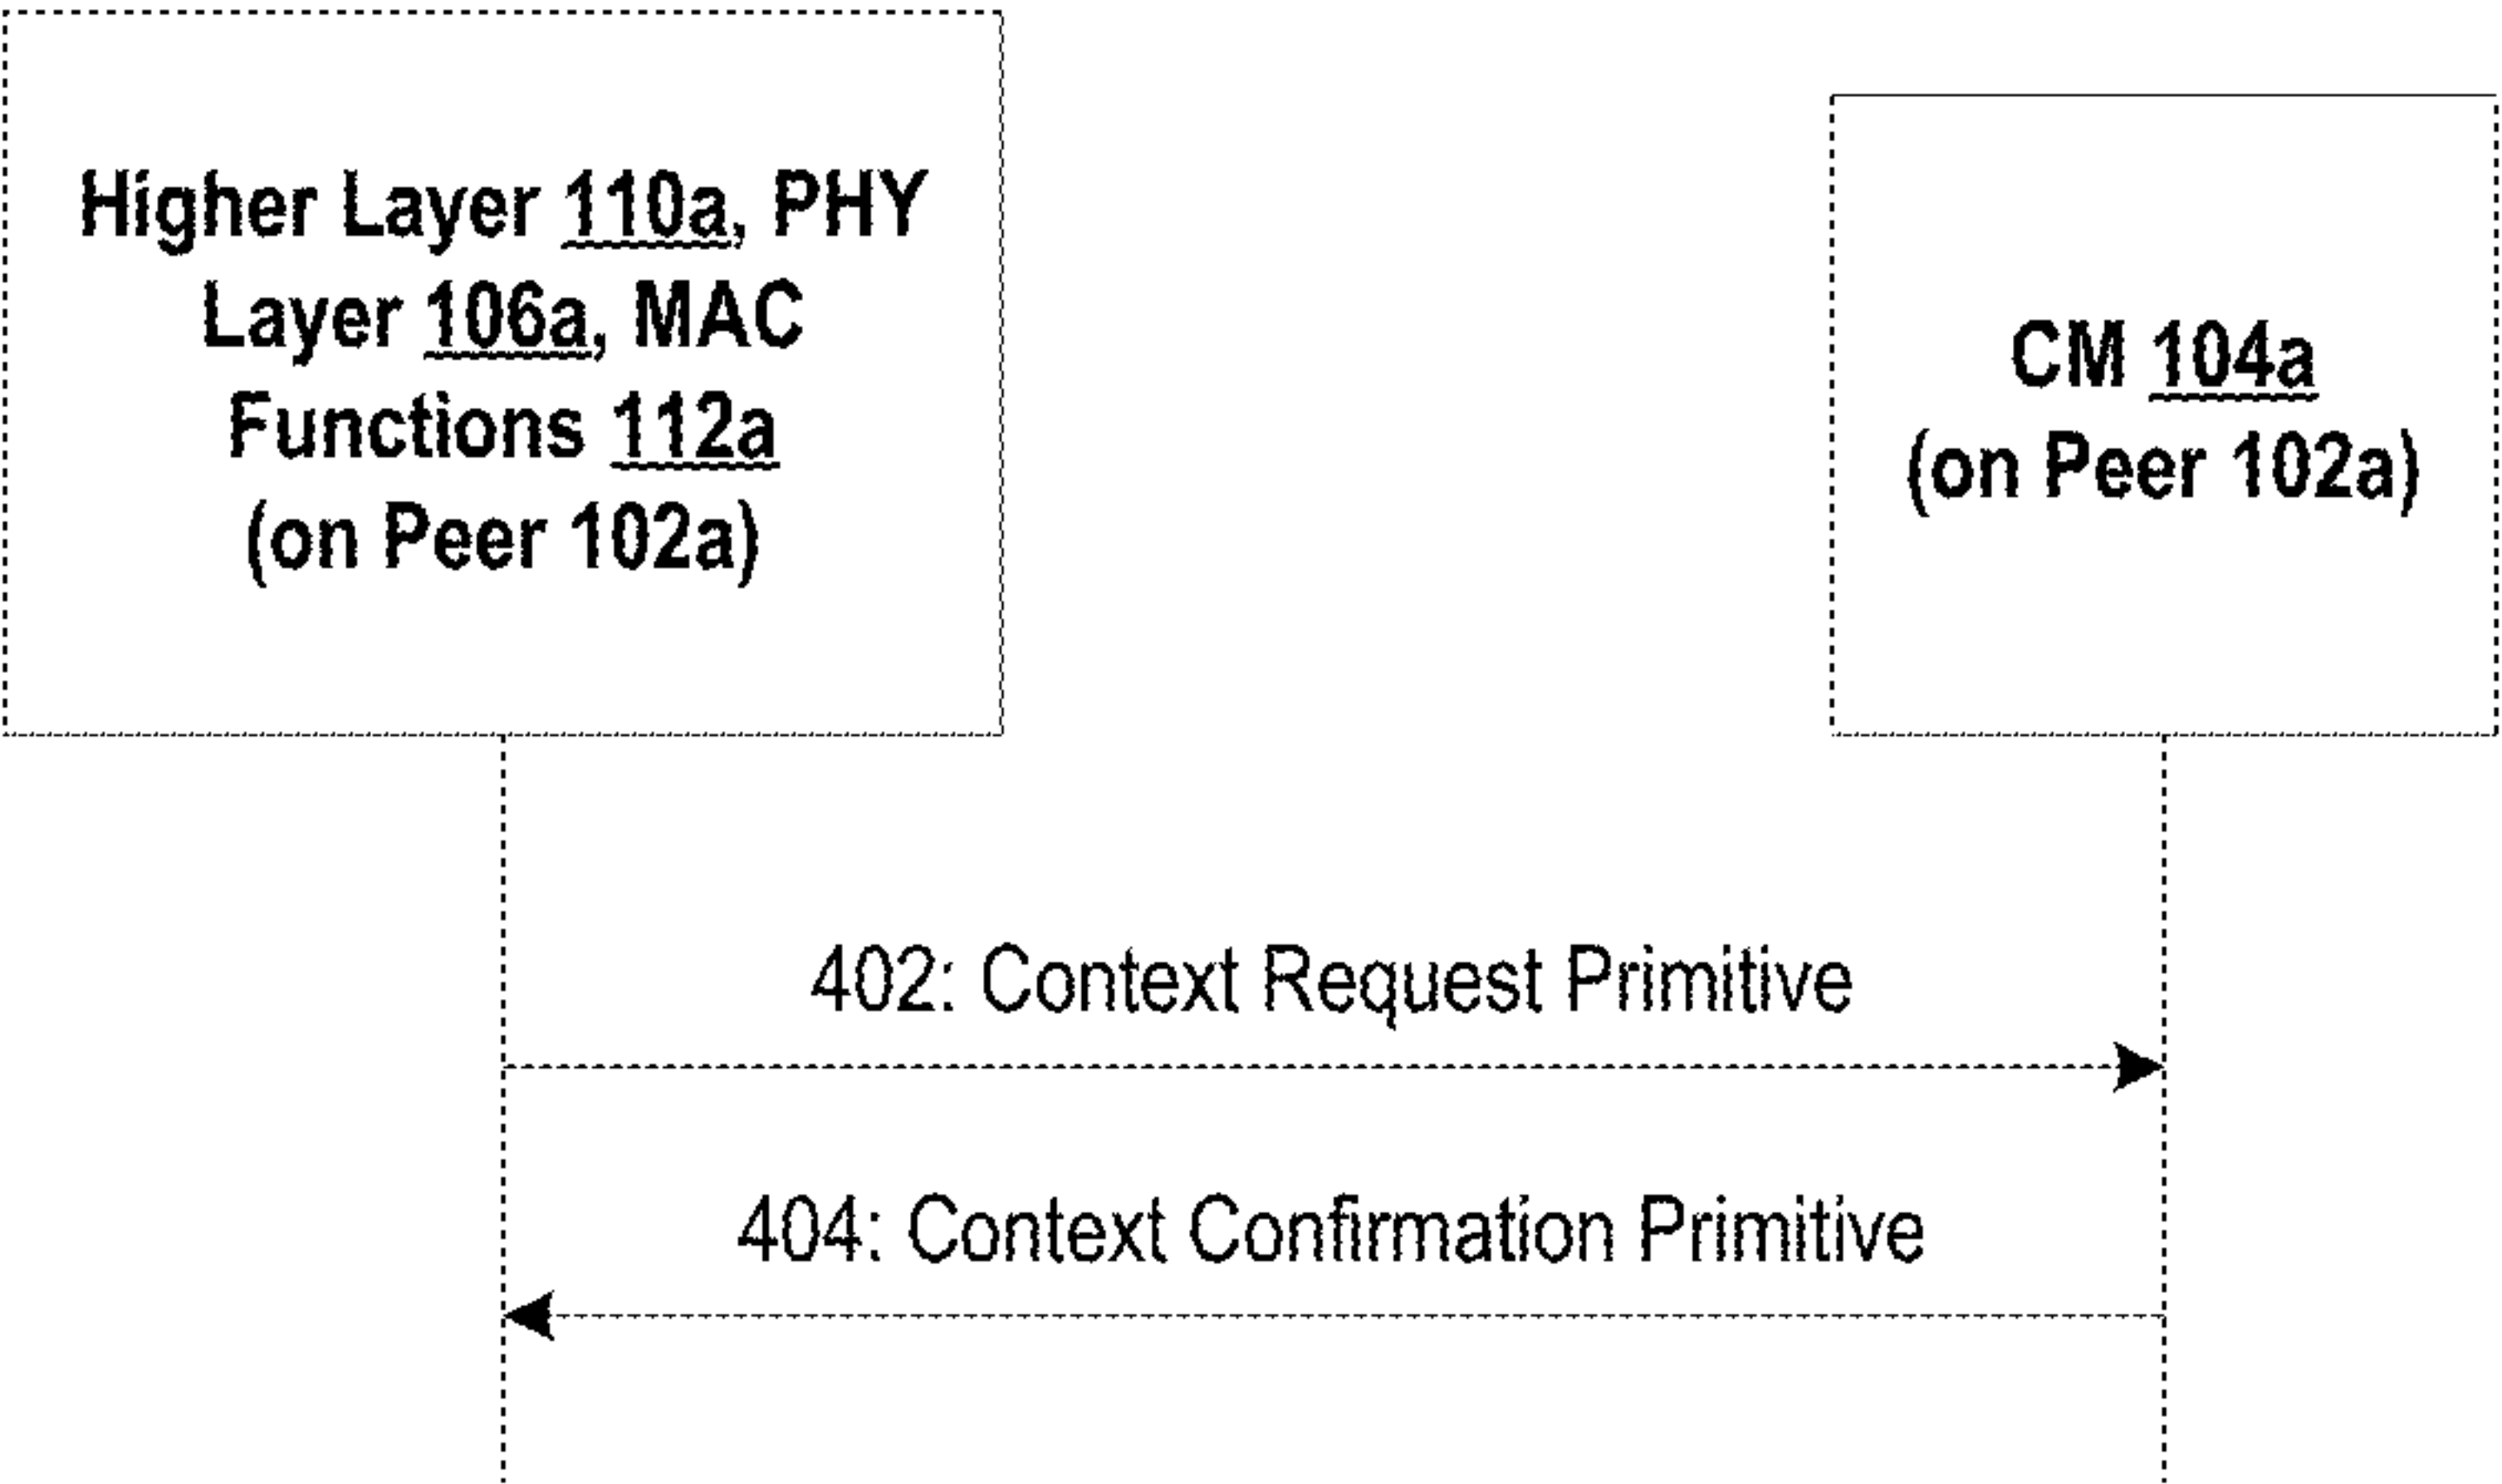 Higher Layer 110a, PHY
Layer 106a, MAC
Functions 112a
(on Peer 102a)
CM 104a
(on Peer 102a)
402: Context Request Primitive
404: Context Confirmation Primitive